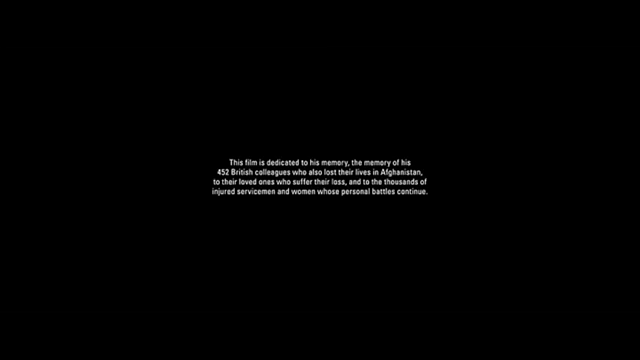 This film is dedicated to his memory, the memory of his
452 British colleagues who also lost their lives in Afghanistan,
to their loved ones who suffer their loss, and to the thousands of
injured servicemen and women whose personal battles continue.